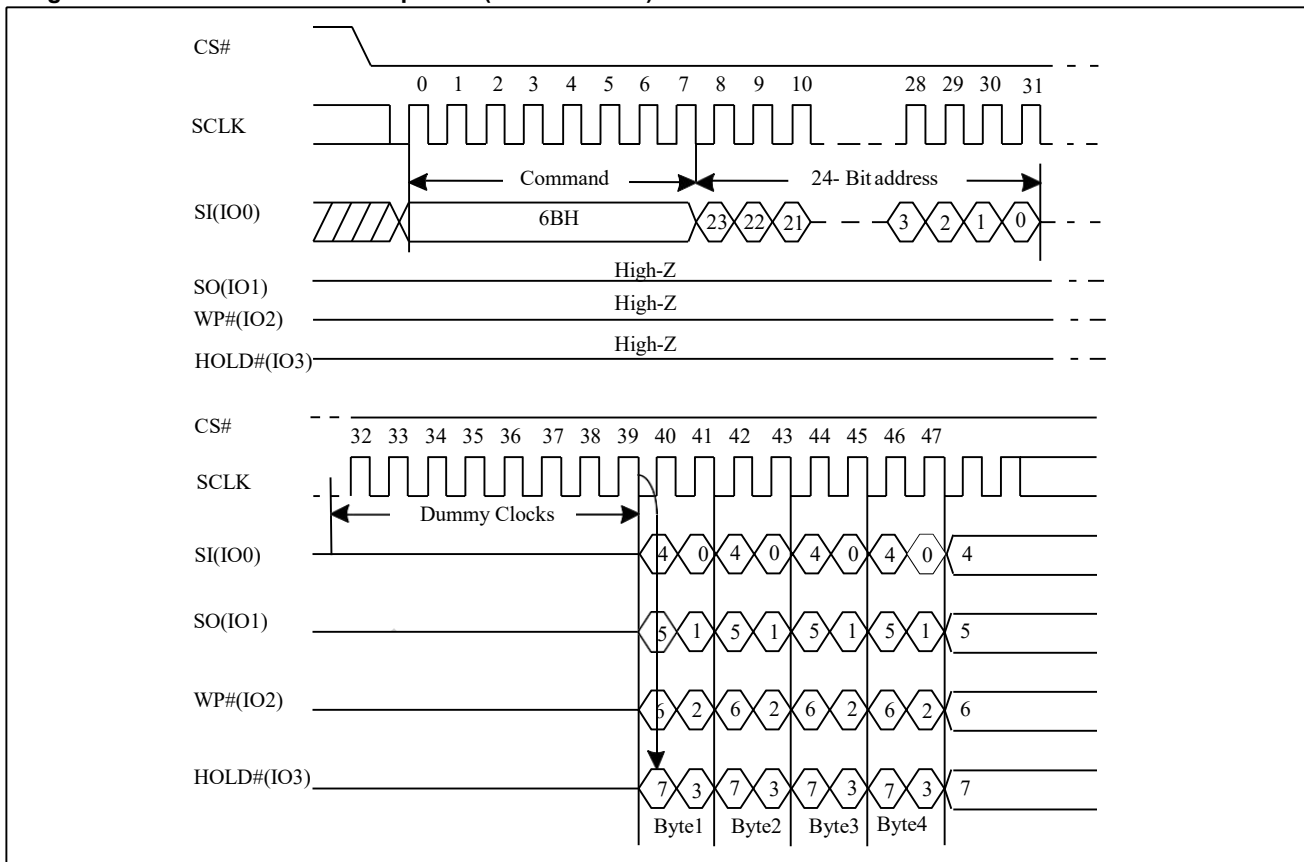 CS#
0 1 2 3 4 5 6 7 8 9 10 28 29 30 31
SCLK
Command 24- Bit address
SI(IO0) 6BH 23 22 21 3 2 1 0
High-Z
SO(IO1)
High-Z
WP#(IO2)
High-Z
HOLD#(IO3)
CS#
32 33 34 35 36 37 38 39 40 41 42 43 44 45 46 47
SCLK
Dummy Clocks
SI(IO0) 4 0 4 0 4 0 4 0 4
SO(IO1) 5 1 5 1 5 1 5 1 5
WP#(IO2) 6 2 6 2 6 2 6 2 6
HOLD#(IO3) 7 3 7 3 7 3 7 3 7
Byte1 Byte2 Byte3 Byte4